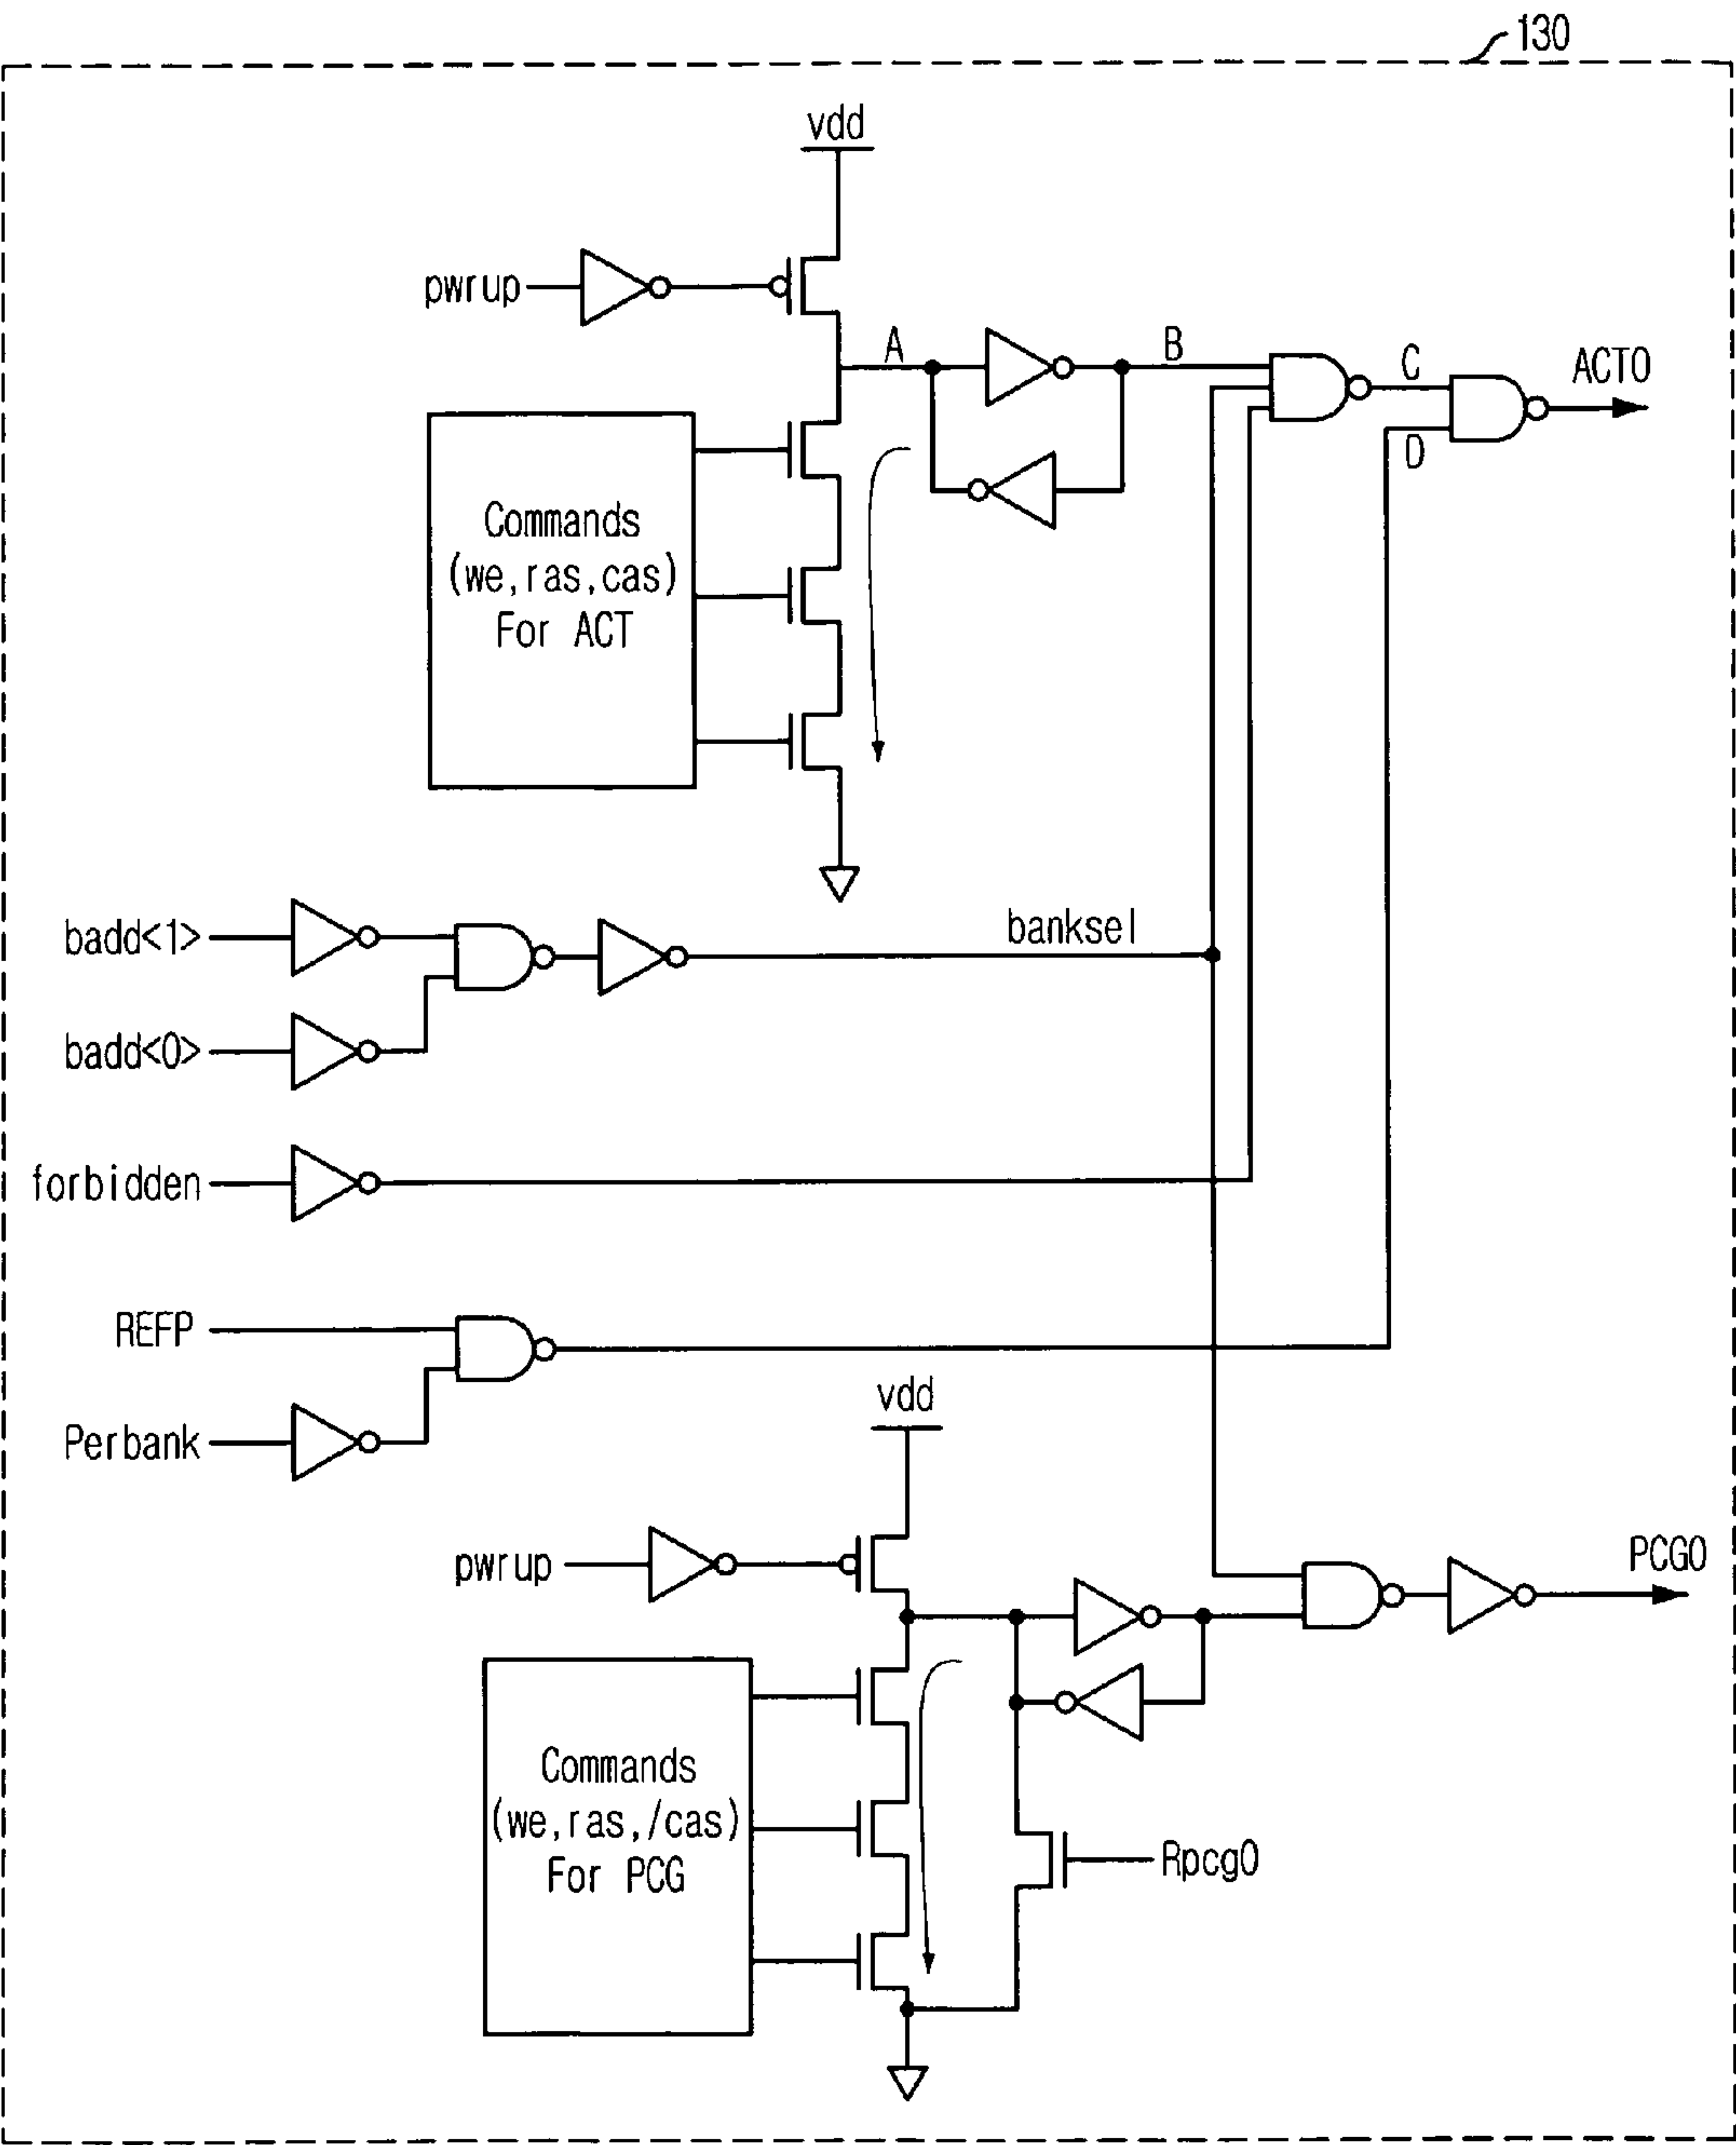 130
vdd
pwrup
A
B
C
ACT0
D
Commands
(we,ras,cas)
For ACT
badd<1>
banksel
badd<0>
forbidden
REFP
Perbank
vdd
pwrup
PCG0
Commands
(we,ras,/cas)
For PCG
Rpcg0